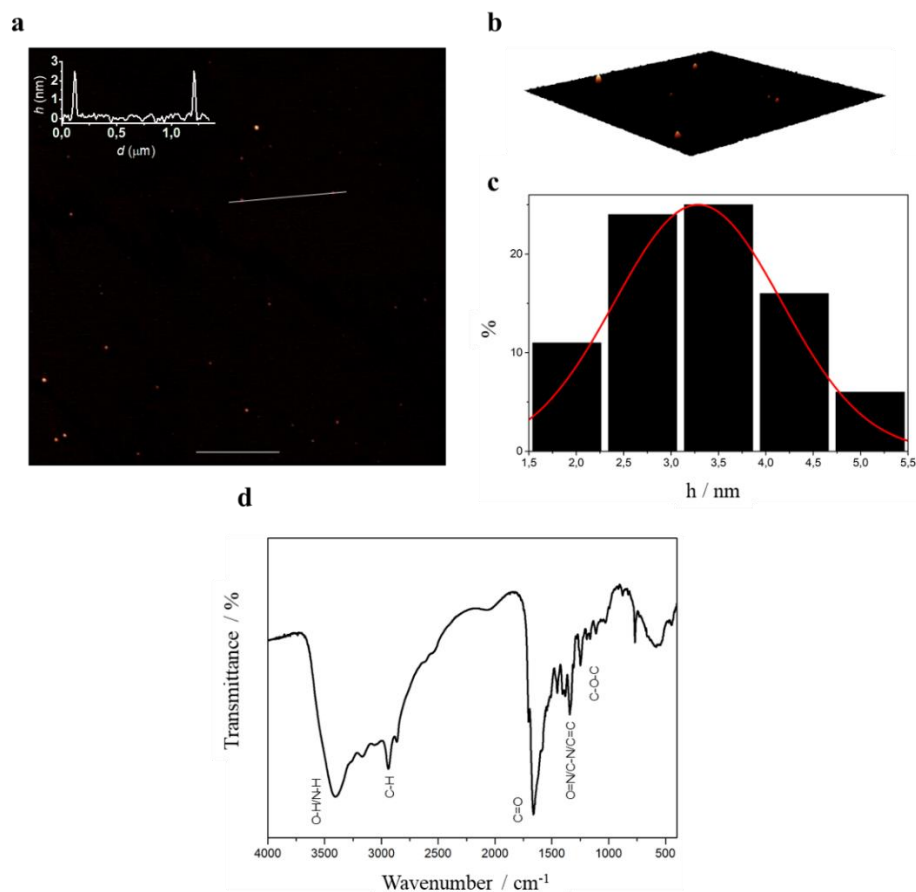 a
h (nm)
3
2
1
0
0,0
0,5
1,0
d (μm)
b
c
%
20
10
0
1,5
2,0
2,5
3,0
3,5
4,0
4,5
5,0
5,5
h / nm
d
Transmittance / %
O-H/N-H
C-H
C=O
O=N/C-N/C=C
C-O-C
4000
3500
3000
2500
2000
1500
1000
500
Wavenumber / cm⁻¹